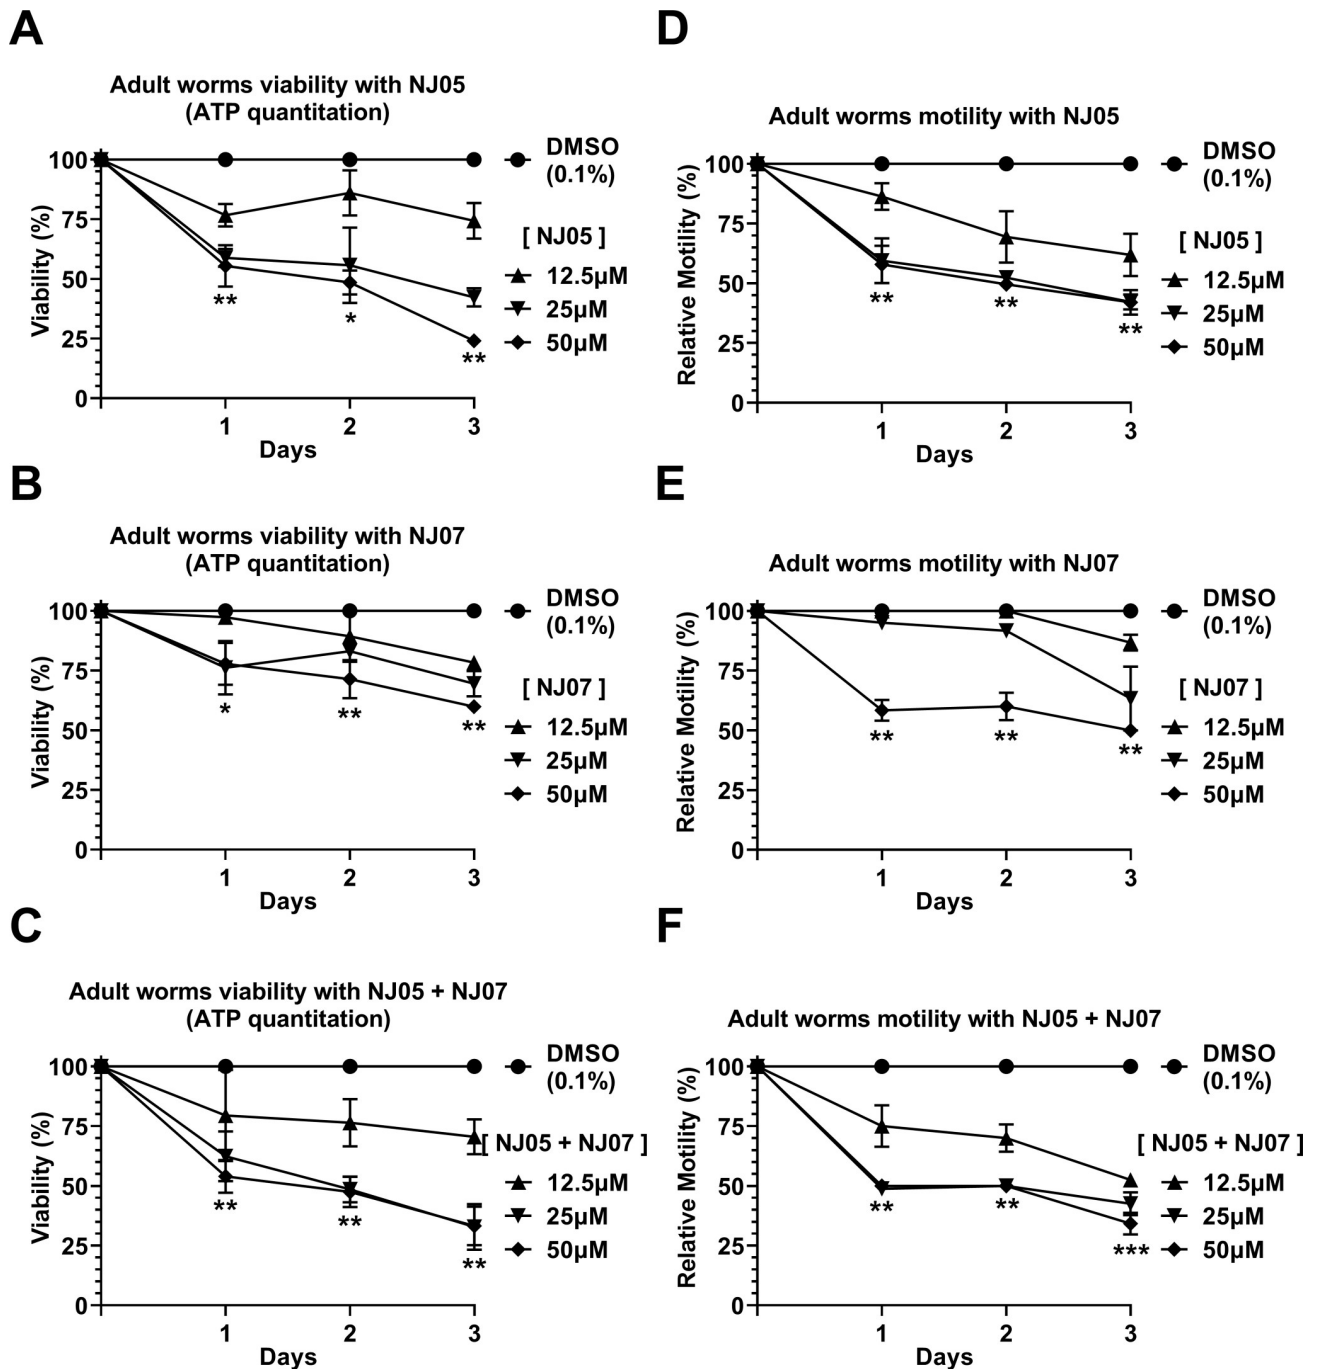 A
Adult worms viability with NJ05
(ATP quantitation)
Viability (%)
100
75
50
25
0
1 2 3
Days
** * **
DMSO
(0.1%)
[ NJ05 ]
12.5µM
25µM
50µM
D
Adult worms motility with NJ05
Relative Motility (%)
100
75
50
25
0
1 2 3
Days
** ** **
DMSO
(0.1%)
[ NJ05 ]
12.5µM
25µM
50µM
B
Adult worms viability with NJ07
(ATP quantitation)
Viability (%)
100
75
50
25
0
1 2 3
Days
* ** **
DMSO
(0.1%)
[ NJ07 ]
12.5µM
25µM
50µM
E
Adult worms motility with NJ07
Relative Motility (%)
100
75
50
25
0
1 2 3
Days
** ** **
DMSO
(0.1%)
[ NJ07 ]
12.5µM
25µM
50µM
C
Adult worms viability with NJ05 + NJ07
(ATP quantitation)
Viability (%)
100
75
50
25
0
1 2 3
Days
** ** **
DMSO
(0.1%)
[ NJ05 + NJ07 ]
12.5µM
25µM
50µM
F
Adult worms motility with NJ05 + NJ07
Relative Motility (%)
100
75
50
25
0
1 2 3
Days
** ** ***
DMSO
(0.1%)
[ NJ05 + NJ07 ]
12.5µM
25µM
50µM